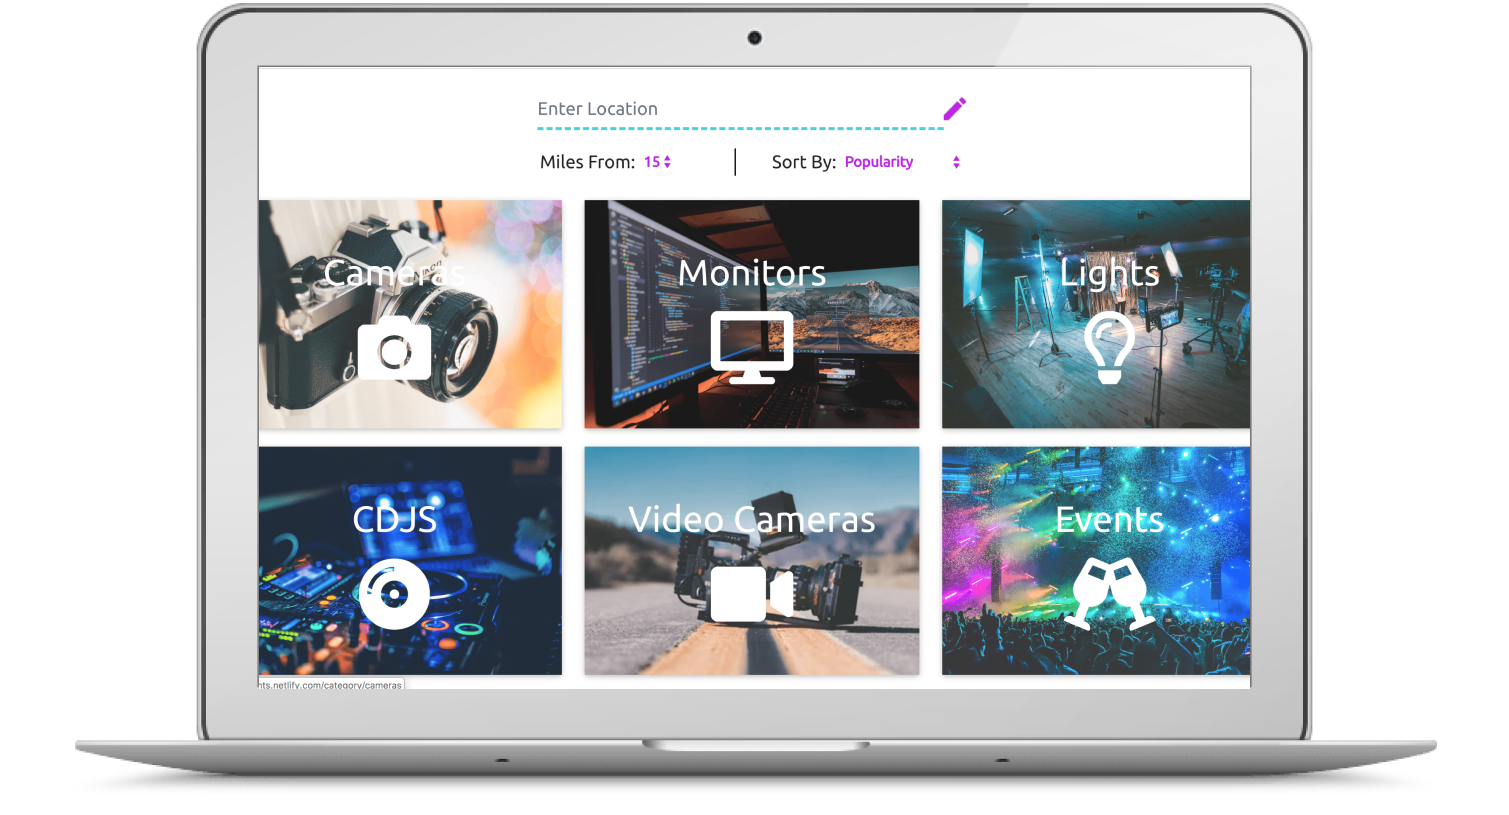 Enter Location
Miles From: 15
Sort By: Popularity
Cameras
Monitors
Lights
CDJS
Video Cameras
Events
nts.netlify.com/category/cameras